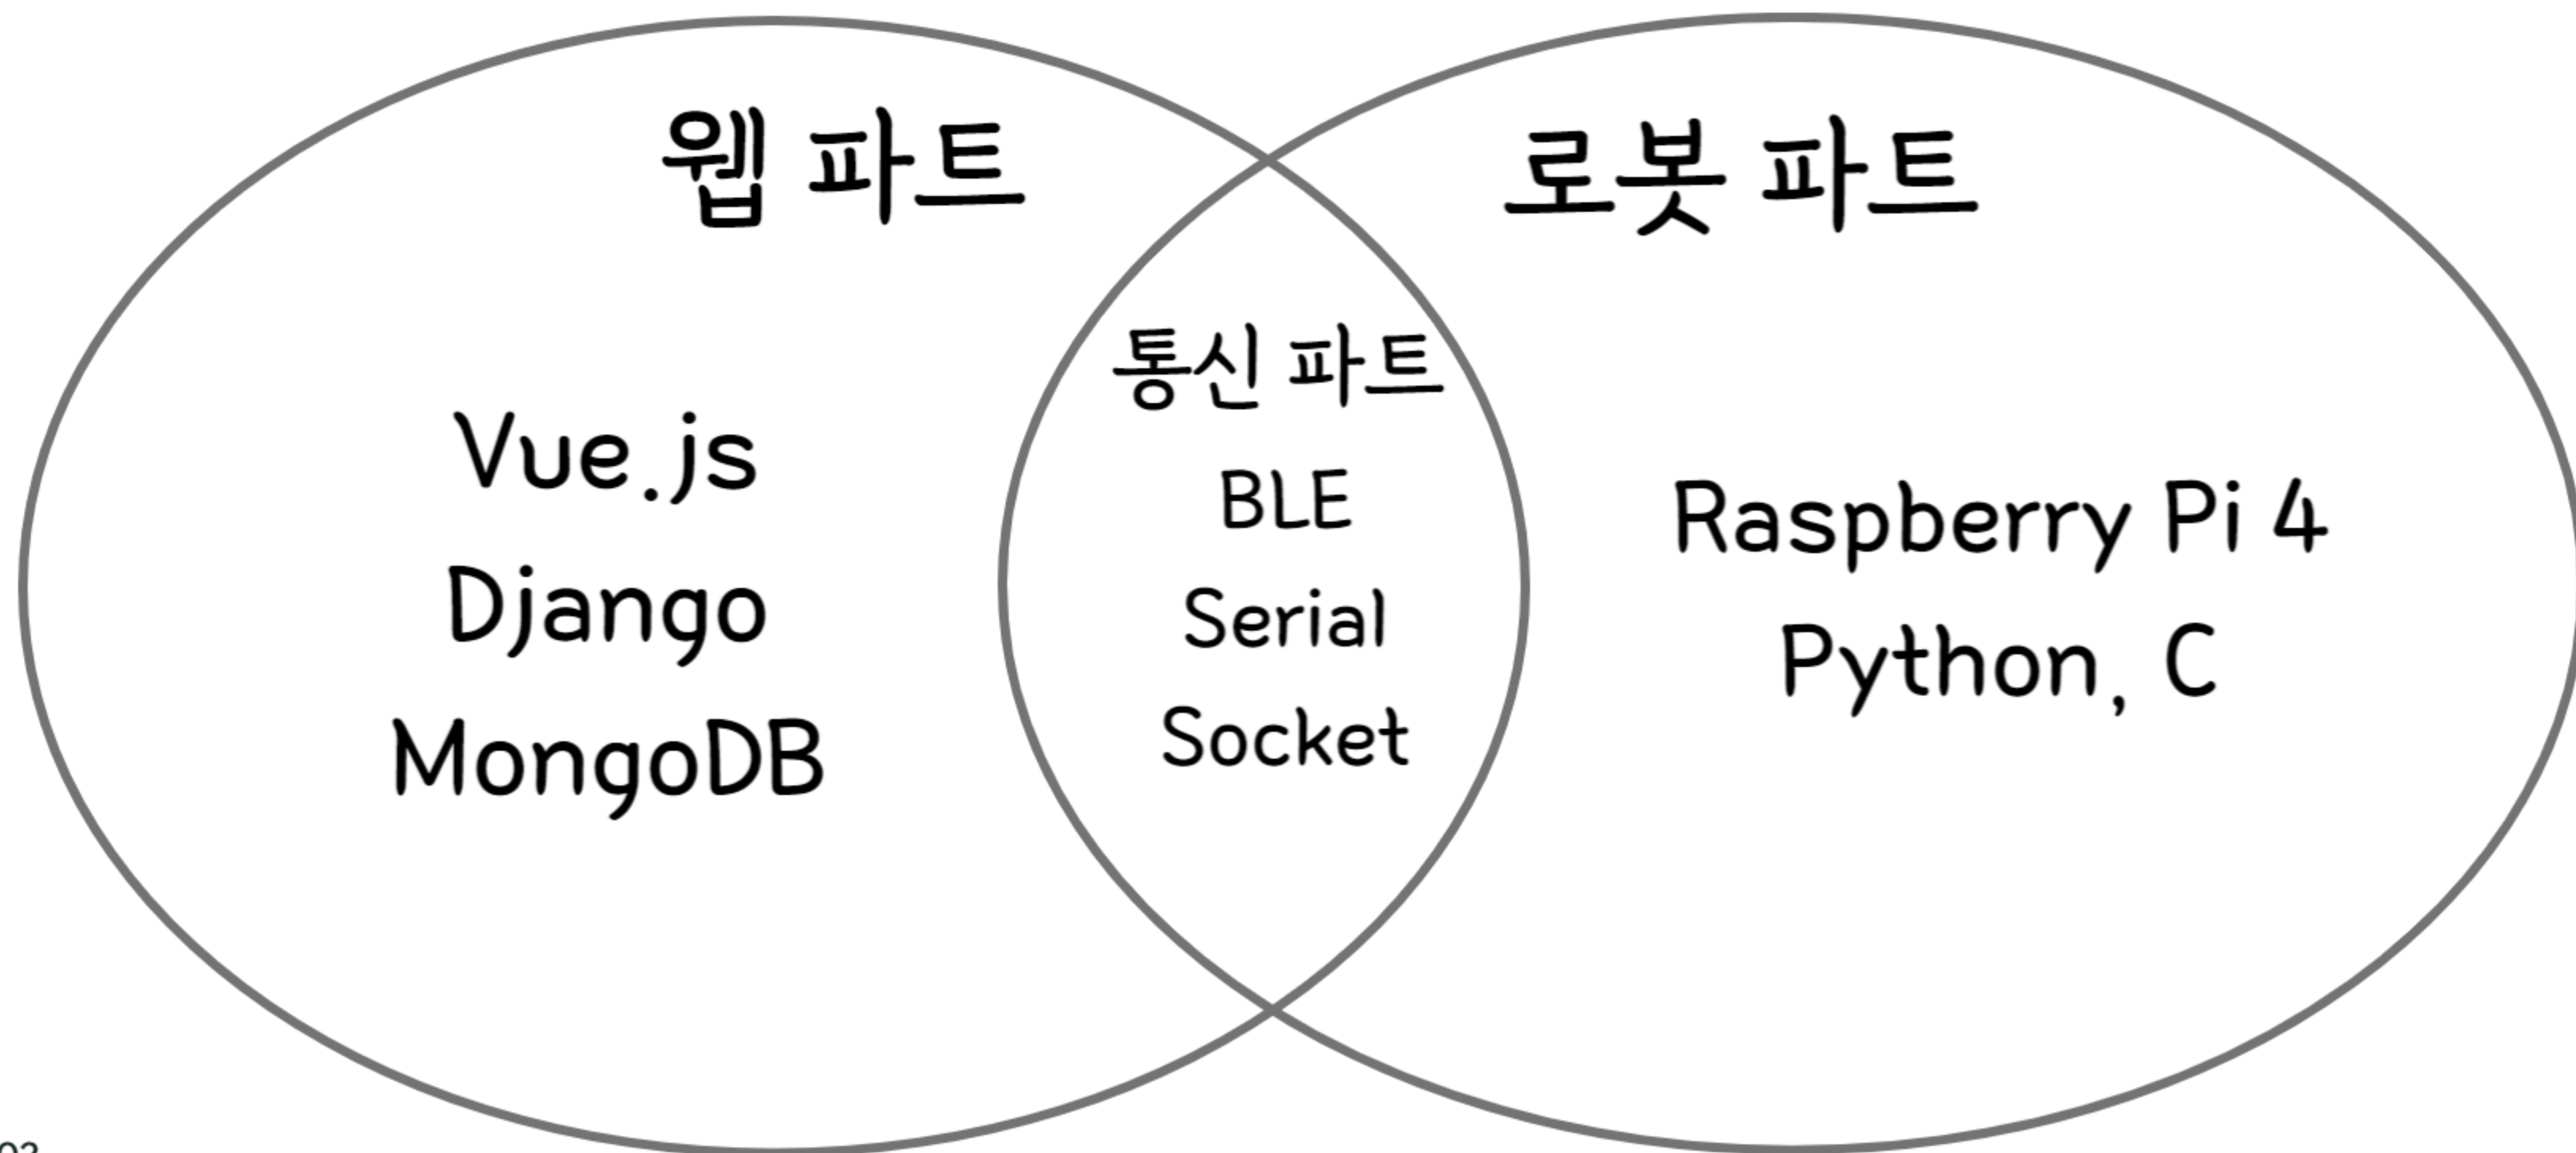 웹 파트
Vue.js
Django
MongoDB
통신 파트
BLE
Serial
Socket
로봇 파트
Raspberry Pi 4
Python, C